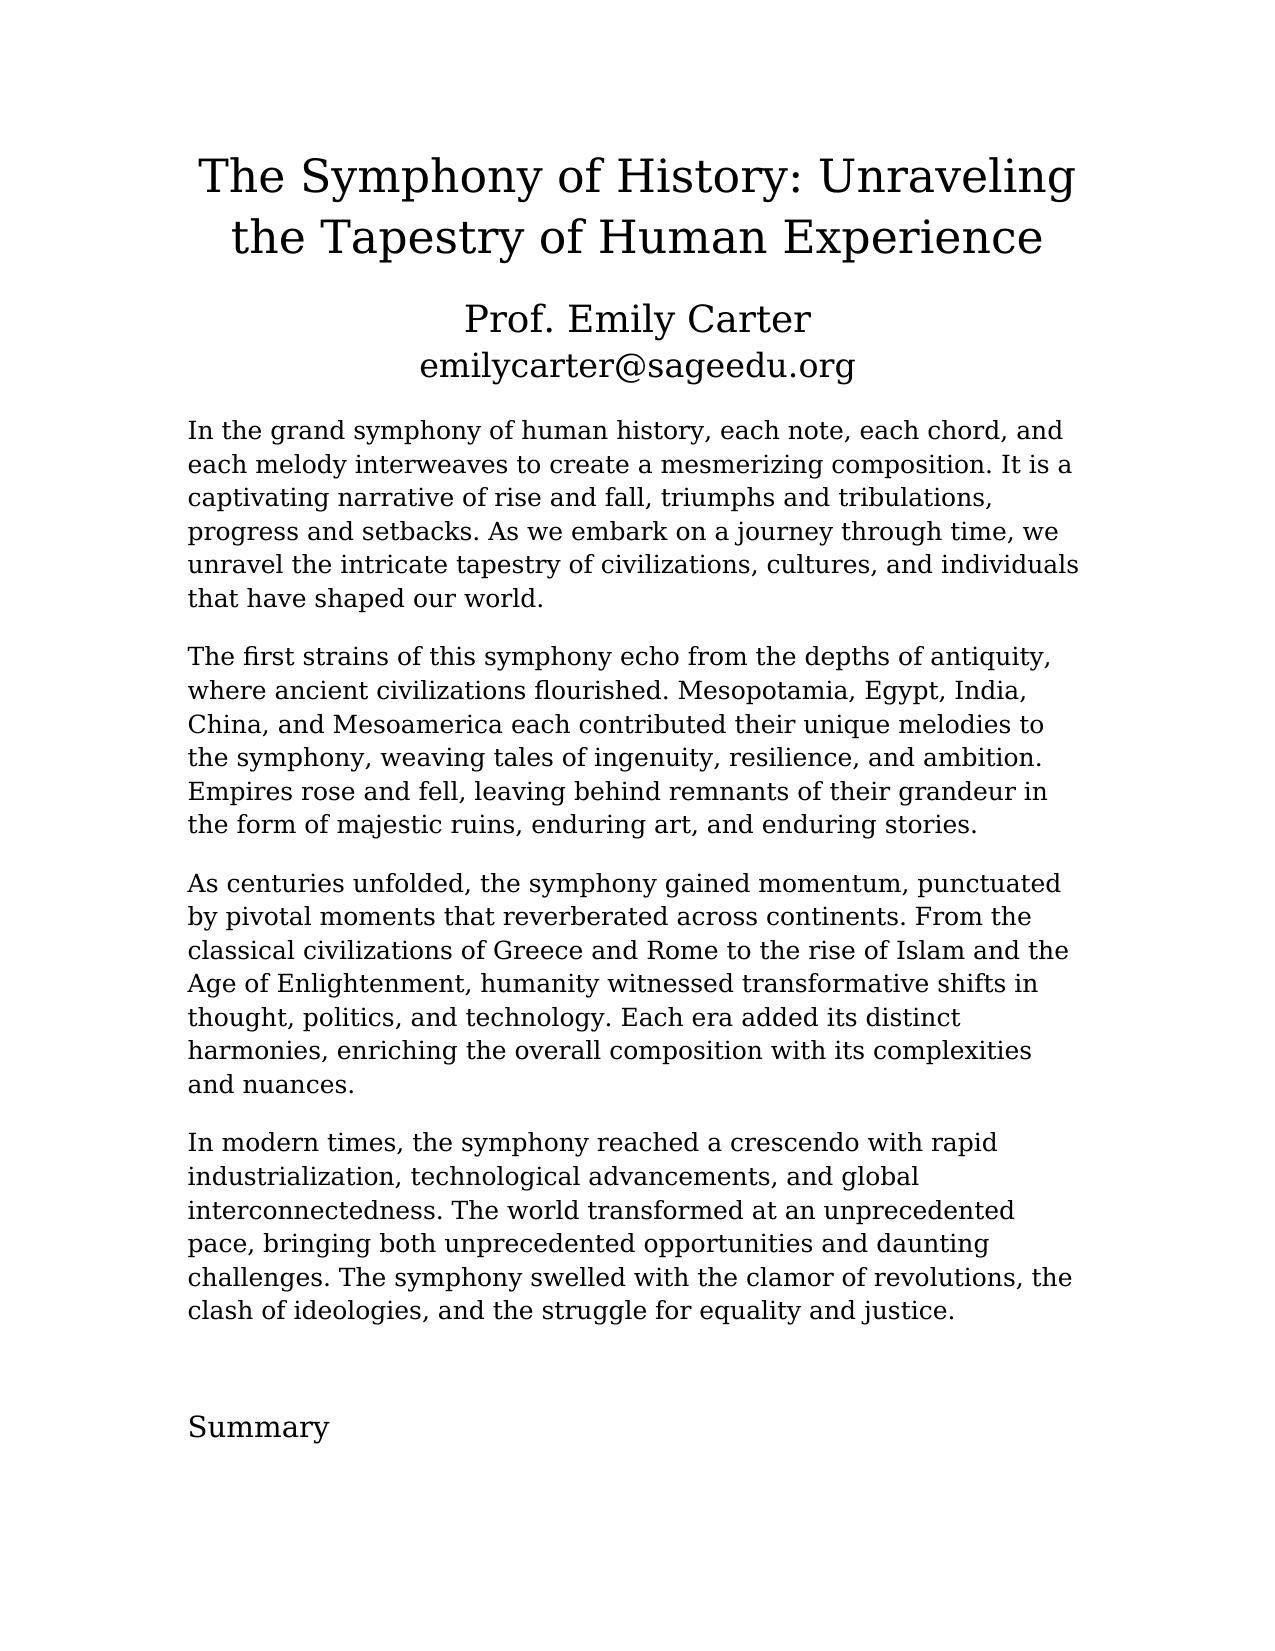 The Symphony of History: Unraveling
the Tapestry of Human Experience
Prof. Emily Carter
emilycarter@sageedu.org
In the grand symphony of human history, each note, each chord, and
each melody interweaves to create a mesmerizing composition. It is a
captivating narrative of rise and fall, triumphs and tribulations,
progress and setbacks. As we embark on a journey through time, we
unravel the intricate tapestry of civilizations, cultures, and individuals
that have shaped our world.
The first strains of this symphony echo from the depths of antiquity,
where ancient civilizations flourished. Mesopotamia, Egypt, India,
China, and Mesoamerica each contributed their unique melodies to
the symphony, weaving tales of ingenuity, resilience, and ambition.
Empires rose and fell, leaving behind remnants of their grandeur in
the form of majestic ruins, enduring art, and enduring stories.
As centuries unfolded, the symphony gained momentum, punctuated
by pivotal moments that reverberated across continents. From the
classical civilizations of Greece and Rome to the rise of Islam and the
Age of Enlightenment, humanity witnessed transformative shifts in
thought, politics, and technology. Each era added its distinct
harmonies, enriching the overall composition with its complexities
and nuances.
In modern times, the symphony reached a crescendo with rapid
industrialization, technological advancements, and global
interconnectedness. The world transformed at an unprecedented
pace, bringing both unprecedented opportunities and daunting
challenges. The symphony swelled with the clamor of revolutions, the
clash of ideologies, and the struggle for equality and justice.
Summary